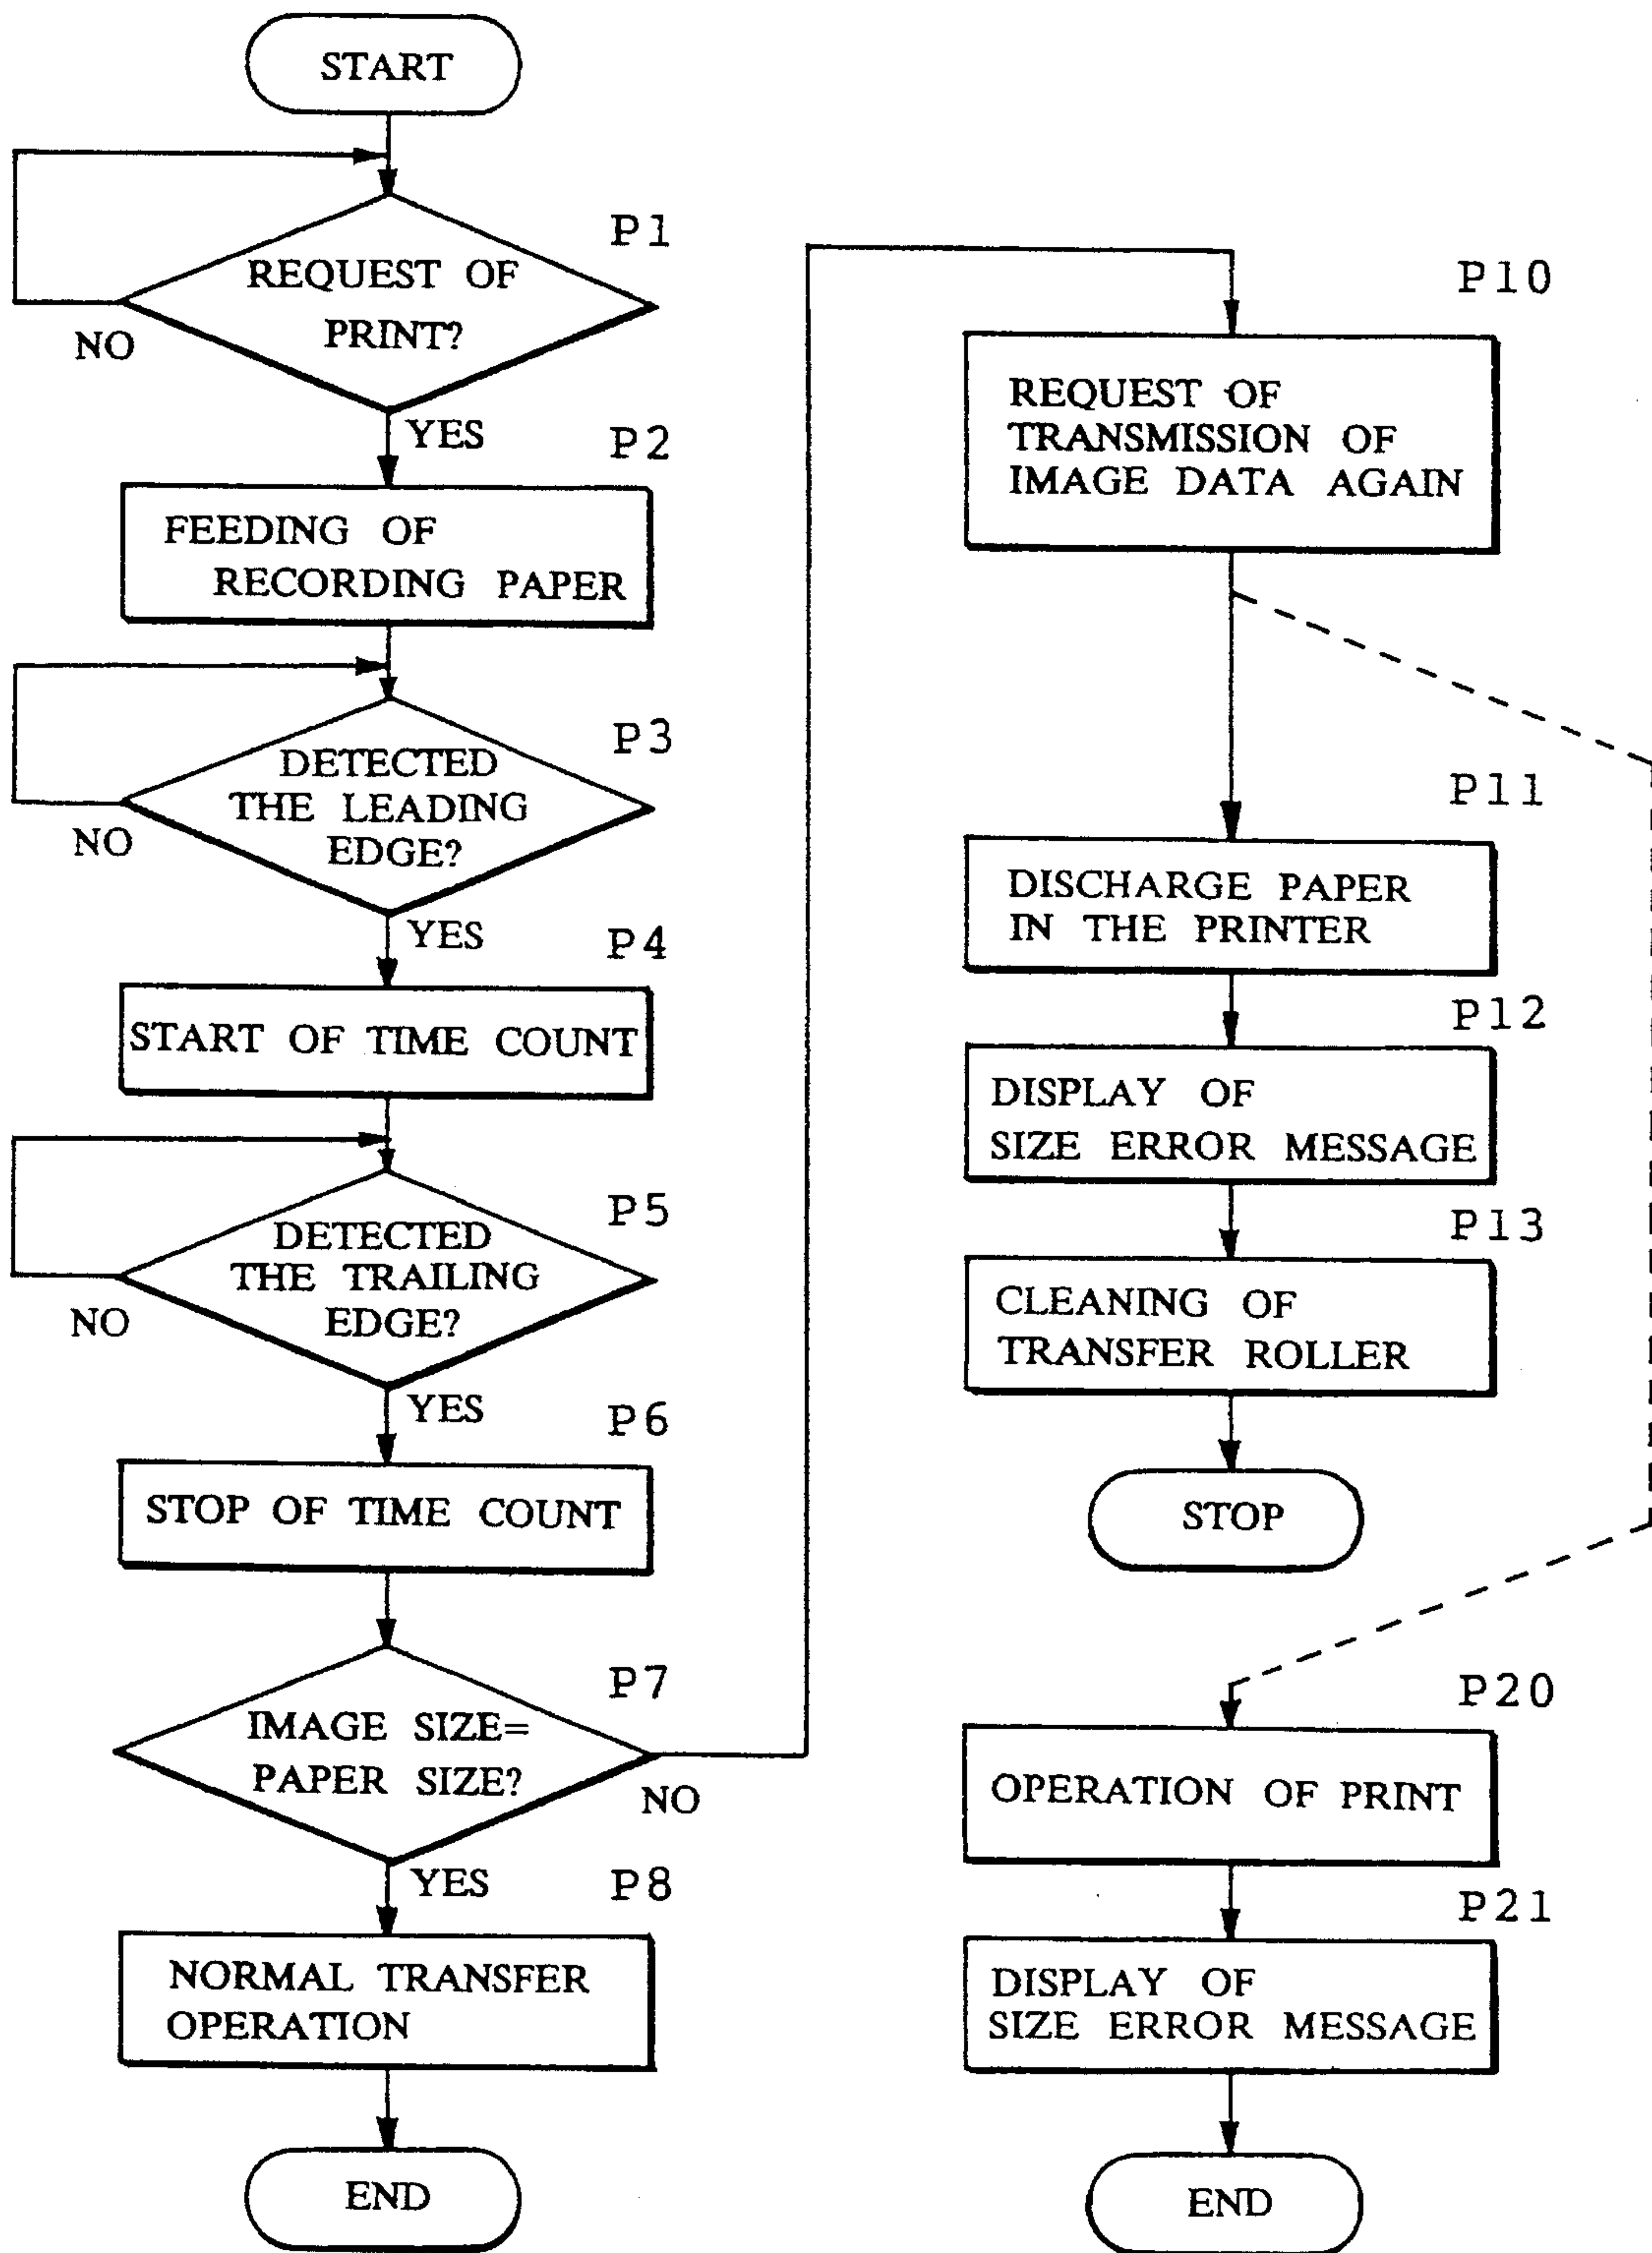 START
P1
REQUEST OF
PRINT?
NO
YES
P2
FEEDING OF
RECORDING PAPER
P3
DETECTED
THE LEADING
EDGE?
NO
YES
P4
START OF TIME COUNT
P5
DETECTED
THE TRAILING
EDGE?
NO
YES
P6
STOP OF TIME COUNT
P7
IMAGE SIZE=
PAPER SIZE?
NO
YES
P8
NORMAL TRANSFER
OPERATION
END
P10
REQUEST OF
TRANSMISSION OF
IMAGE DATA AGAIN
P11
DISCHARGE PAPER
IN THE PRINTER
P12
DISPLAY OF
SIZE ERROR MESSAGE
P13
CLEANING OF
TRANSFER ROLLER
STOP
P20
OPERATION OF PRINT
P21
DISPLAY OF
SIZE ERROR MESSAGE
END